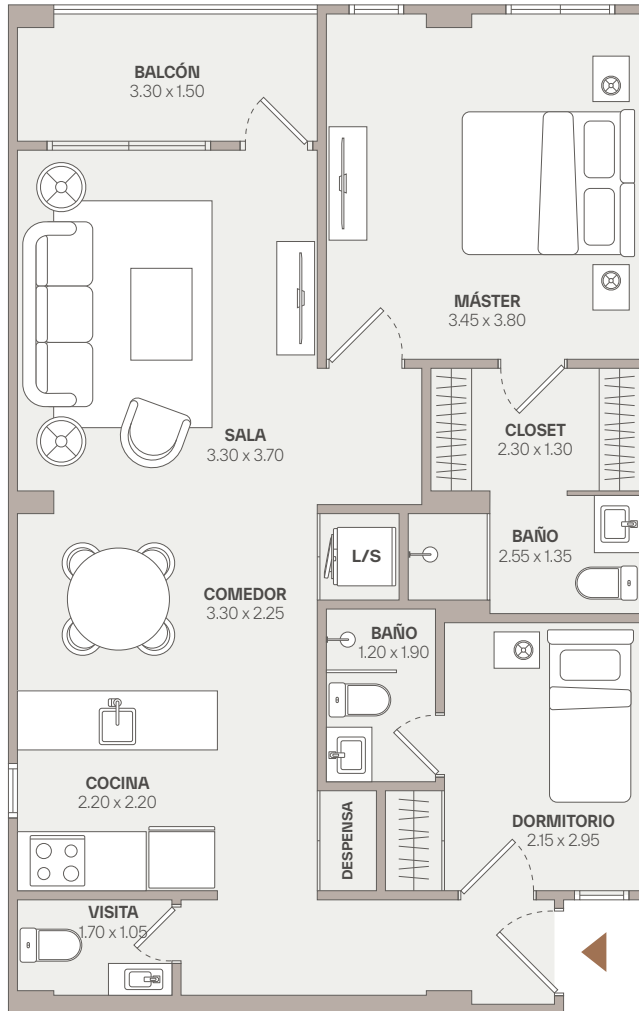 BALCÓN
3.30 x 1.50
MÁSTER
3.45 x 3.80
SALA
3.30 x 3.70
CLOSET
2.30 x 1.30
BAÑO
2.55 x 1.35
L/S
COMEDOR
3.30 x 2.25
BAÑO
1.20 x 1.90
COCINA
2.20 x 2.20
DESPENSA
DORMITORIO
2.15 x 2.95
VISITA
1.70 x 1.05